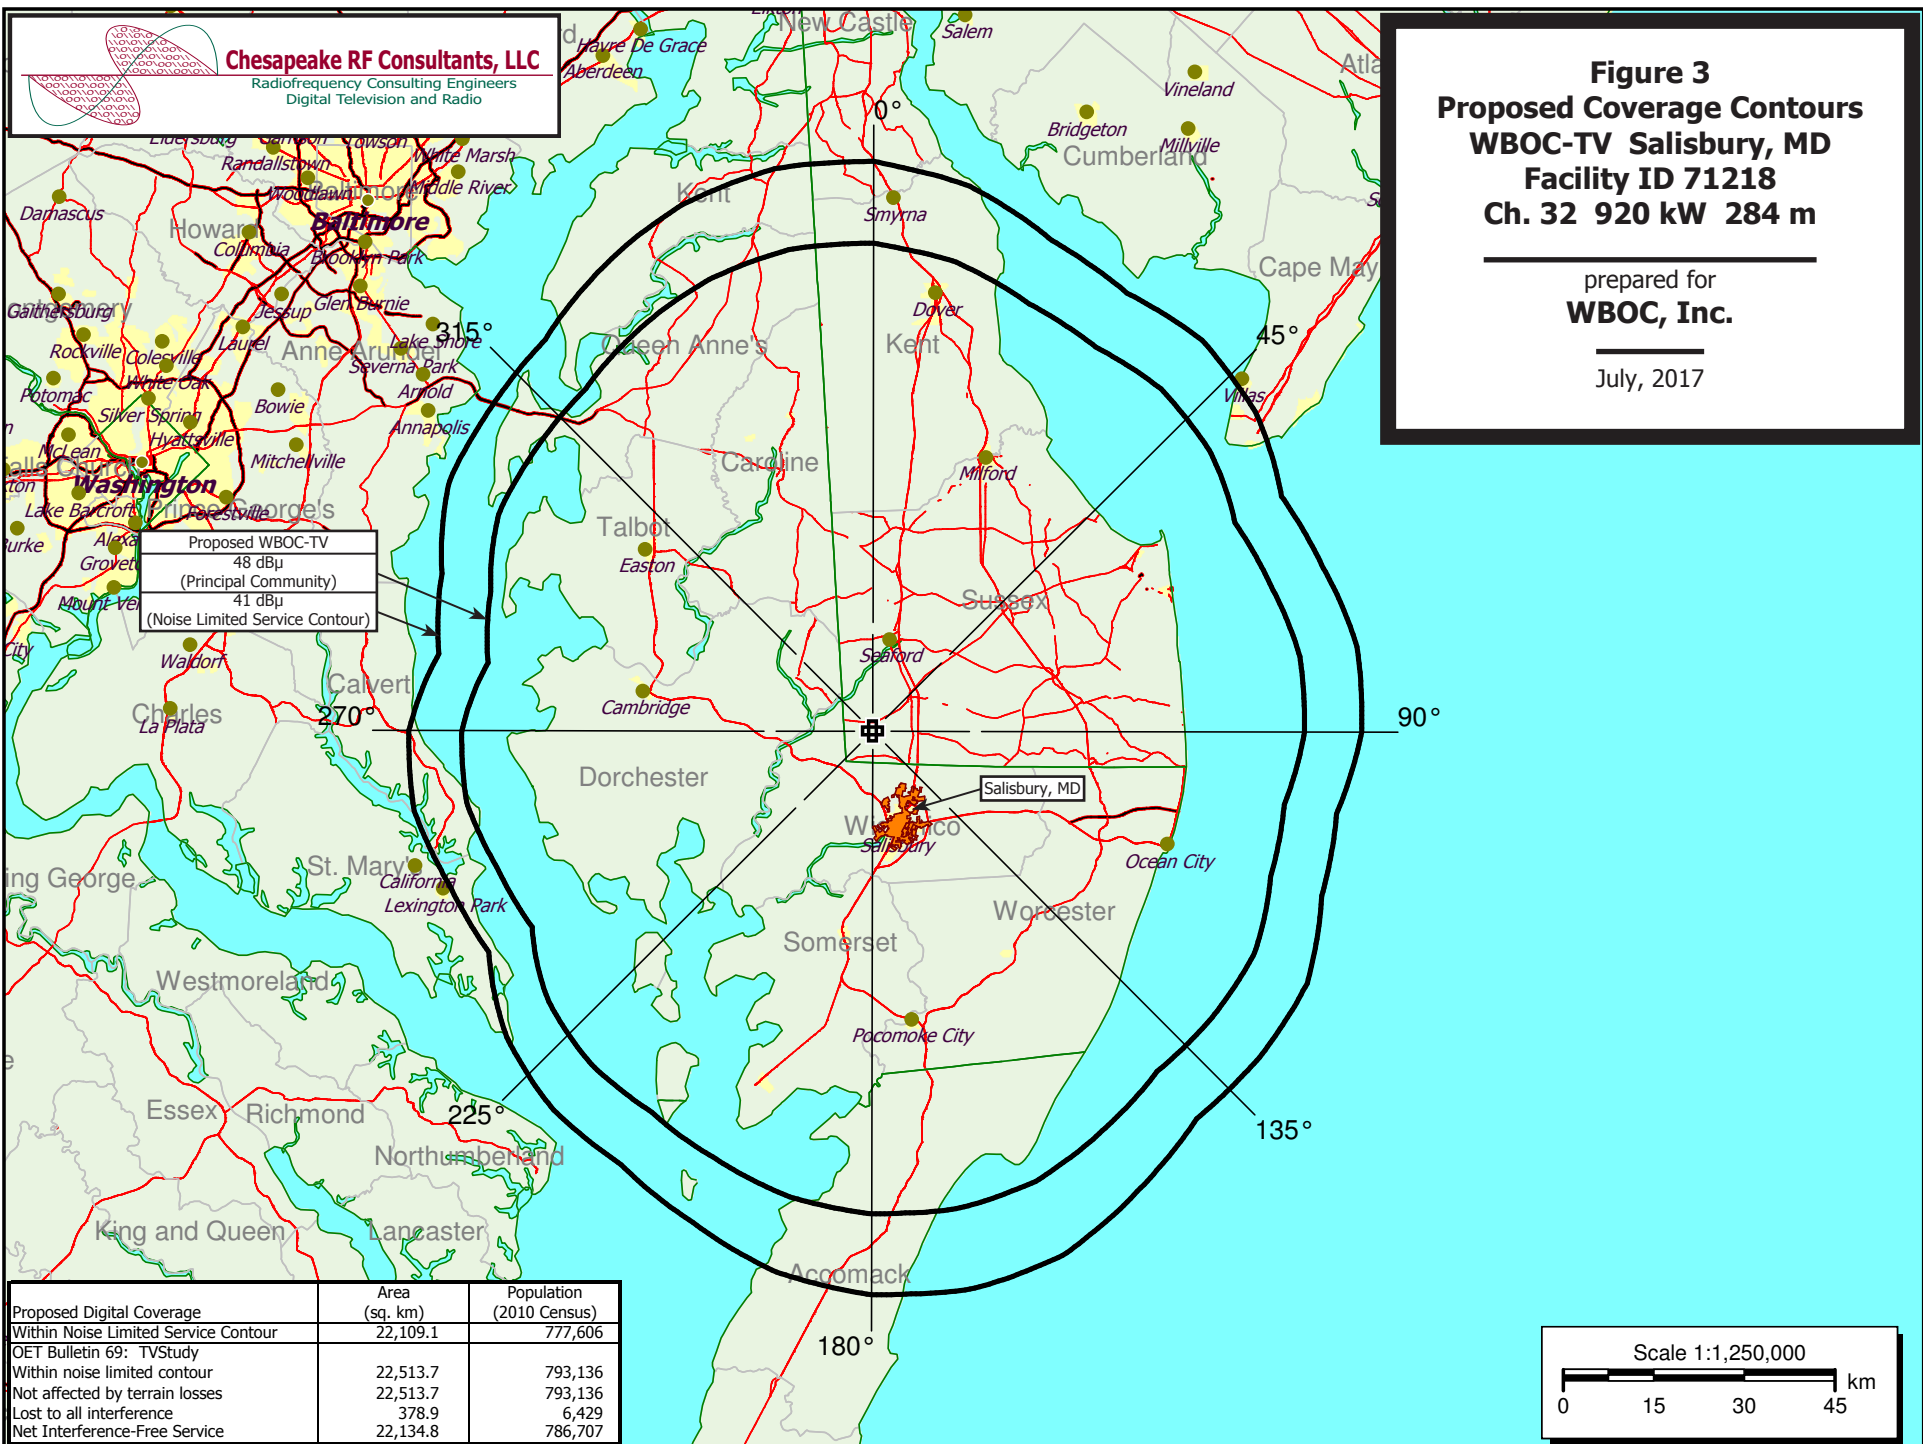 Chesapeake RF Consultants, LLC
Radiofrequency Consulting Engineers
Digital Television and Radio
Figure 3
Proposed Coverage Contours
WBOC-TV Salisbury, MD
Facility ID 71218
Ch. 32 920 kW 284 m
prepared for
WBOC, Inc.
July, 2017
New Castle
Salem
Havre De Grace
Aberdeen
Vineland
Bridgeton
Millville
Cumberland
Cape May
Villas
0°
45°
90°
135°
180°
225°
270°
315°
Towson
Randallstown
White Marsh
Woodlawn
Baltimore
Middle River
Baltimore
Brooklyn Park
Damascus
Howard
Columbia
Glen Burnie
Jessup
Gaithersburg
Laurel
Lake Shore
Anne Arundel
Severna Park
Rockville
Colesville
White Oak
Arnold
Potomac
Bowie
Silver Spring
Annapolis
Hyattsville
McLean
Mitchellville
Washington
Lake Barcroft
Prince George's
Forestville
Kent
Smyrna
Dover
Kent
Queen Anne's
Caroline
Milford
Talbot
Easton
Sussex
Seaford
Cambridge
Dorchester
Proposed WBOC-TV
48 dBµ
(Principal Community)
41 dBµ
(Noise Limited Service Contour)
Waldorf
Calvert
Charles
La Plata
Salisbury, MD
Salisbury
Ocean City
St. Mary's
California
Lexington Park
Worcester
Somerset
Westmoreland
Pocomoke City
Essex
Richmond
Northumberland
King and Queen
Lancaster
Accomack
Proposed Digital Coverage Area (sq. km) Population (2010 Census)
Within Noise Limited Service Contour 22,109.1 777,606
OET Bulletin 69: TVStudy
Within noise limited contour 22,513.7 793,136
Not affected by terrain losses 22,513.7 793,136
Lost to all interference 378.9 6,429
Net Interference-Free Service 22,134.8 786,707
Scale 1:1,250,000
km
0 15 30 45